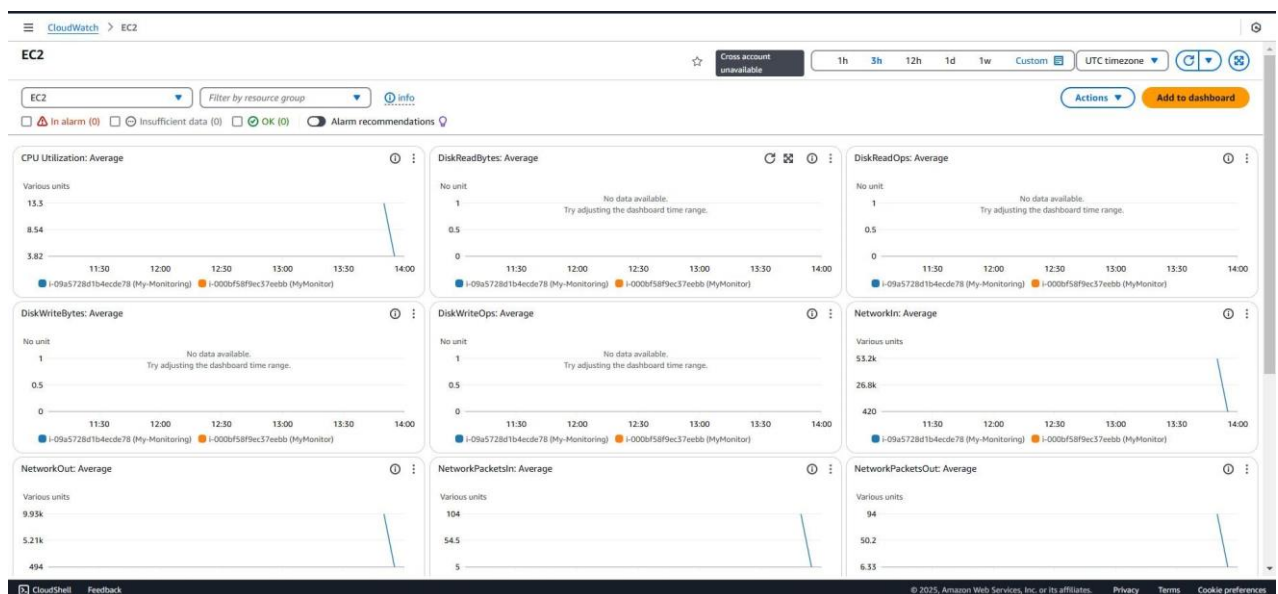 CloudWatch > EC2
EC2
Cross account unavailable
1h 3h 12h 1d 1w Custom UTC timezone
EC2 Filter by resource group info
Actions Add to dashboard
In alarm (0) Insufficient data (0) OK (0) Alarm recommendations
CPU Utilization: Average
Various units
13.3
8.54
3.82
11:30 12:00 12:30 13:00 13:30 14:00
i-09a5728d1b4ecde78 (My-Monitoring) i-000bf58f9ec37eebb (MyMonitor)
DiskReadBytes: Average
No unit
No data available.
Try adjusting the dashboard time range.
1
0.5
0
11:30 12:00 12:30 13:00 13:30 14:00
i-09a5728d1b4ecde78 (My-Monitoring) i-000bf58f9ec37eebb (MyMonitor)
DiskReadOps: Average
No unit
No data available.
Try adjusting the dashboard time range.
1
0.5
0
11:30 12:00 12:30 13:00 13:30 14:00
i-09a5728d1b4ecde78 (My-Monitoring) i-000bf58f9ec37eebb (MyMonitor)
DiskWriteBytes: Average
No unit
No data available.
Try adjusting the dashboard time range.
1
0.5
0
11:30 12:00 12:30 13:00 13:30 14:00
i-09a5728d1b4ecde78 (My-Monitoring) i-000bf58f9ec37eebb (MyMonitor)
DiskWriteOps: Average
No unit
No data available.
Try adjusting the dashboard time range.
1
0.5
0
11:30 12:00 12:30 13:00 13:30 14:00
i-09a5728d1b4ecde78 (My-Monitoring) i-000bf58f9ec37eebb (MyMonitor)
NetworkIn: Average
Various units
53.2k
26.8k
420
11:30 12:00 12:30 13:00 13:30 14:00
i-09a5728d1b4ecde78 (My-Monitoring) i-000bf58f9ec37eebb (MyMonitor)
NetworkOut: Average
Various units
9.93k
5.21k
494
NetworkPacketsIn: Average
Various units
104
54.5
5
NetworkPacketsOut: Average
Various units
94
50.2
6.33
CloudShell Feedback © 2025, Amazon Web Services, Inc. or its affiliates. Privacy Terms Cookie preferences